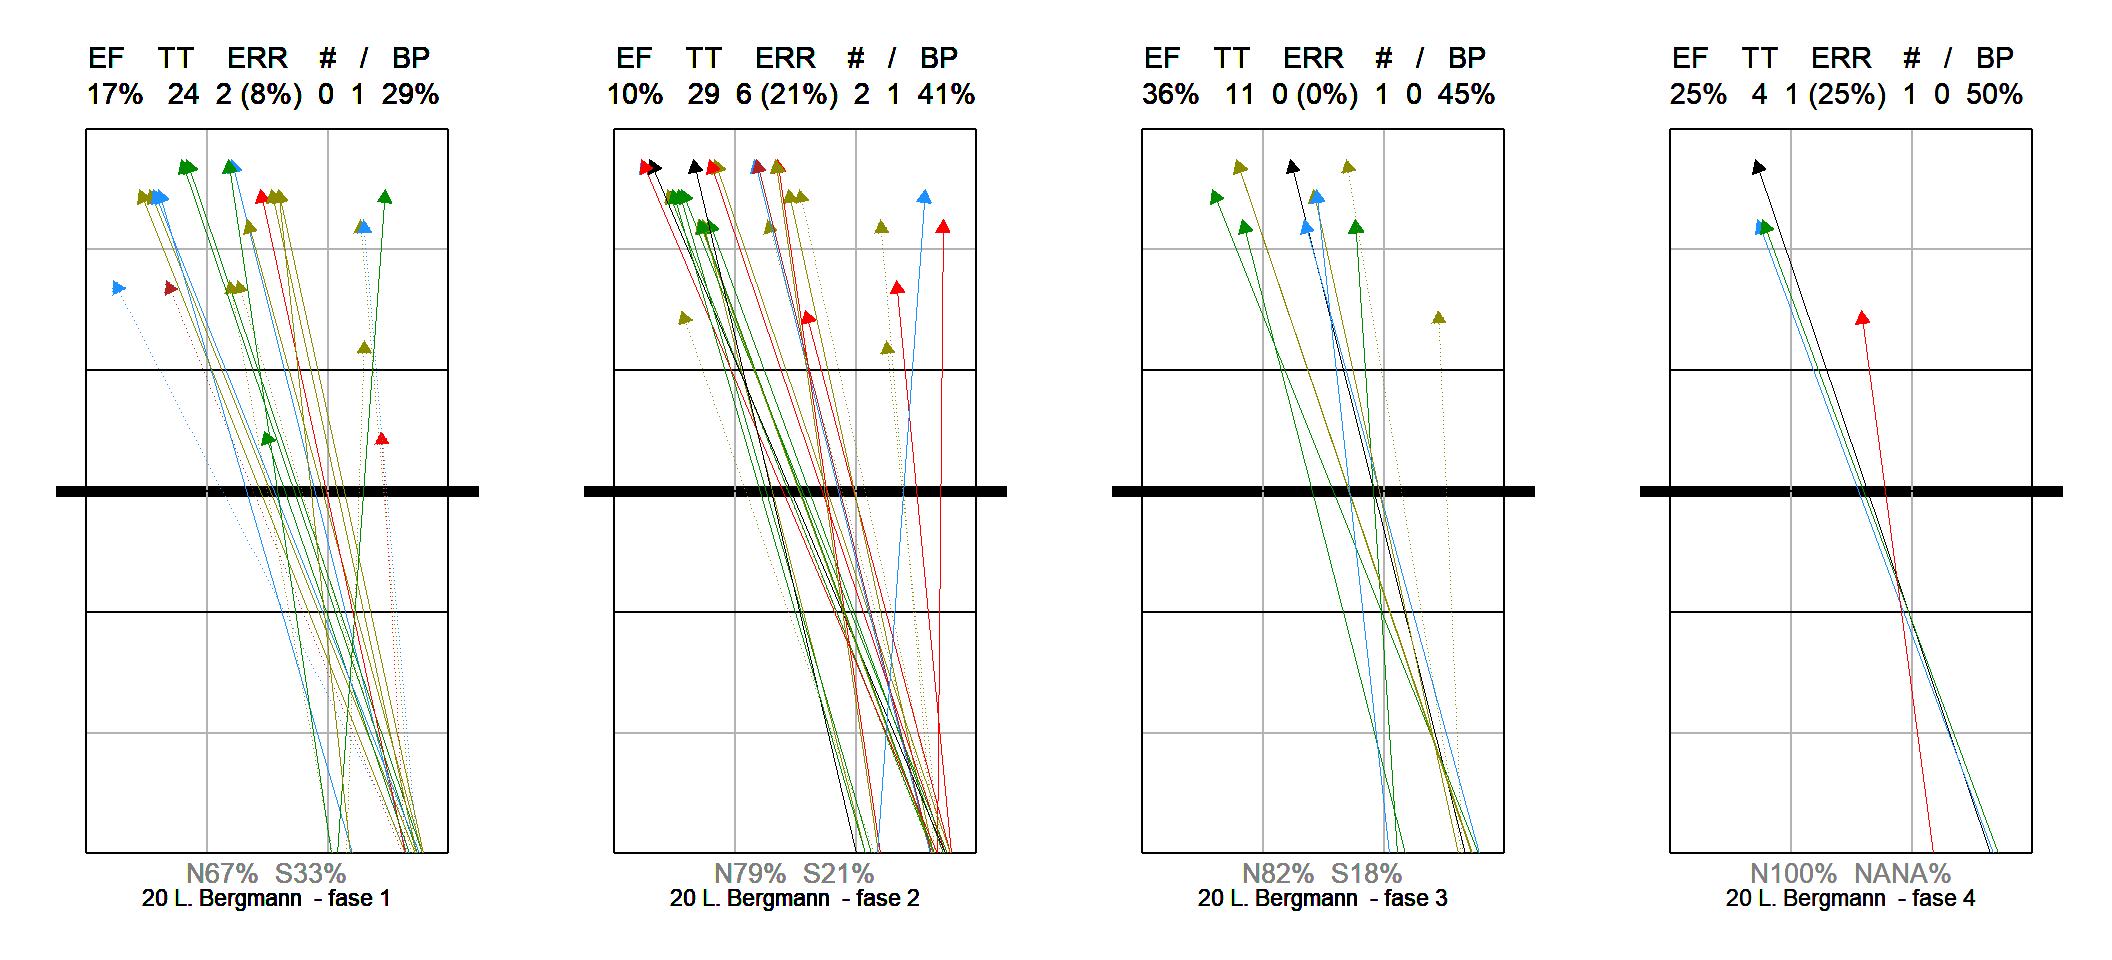 EF TT ERR # / BP
17% 24 2 (8%) 0 1 29%
N67% S33%
20 L. Bergmann - fase 1
EF TT ERR # / BP
10% 29 6 (21%) 2 1 41%
N79% S21%
20 L. Bergmann - fase 2
EF TT ERR # / BP
36% 11 0 (0%) 1 0 45%
N82% S18%
20 L. Bergmann - fase 3
EF TT ERR # / BP
25% 4 1 (25%) 1 0 50%
N100% NANA%
20 L. Bergmann - fase 4